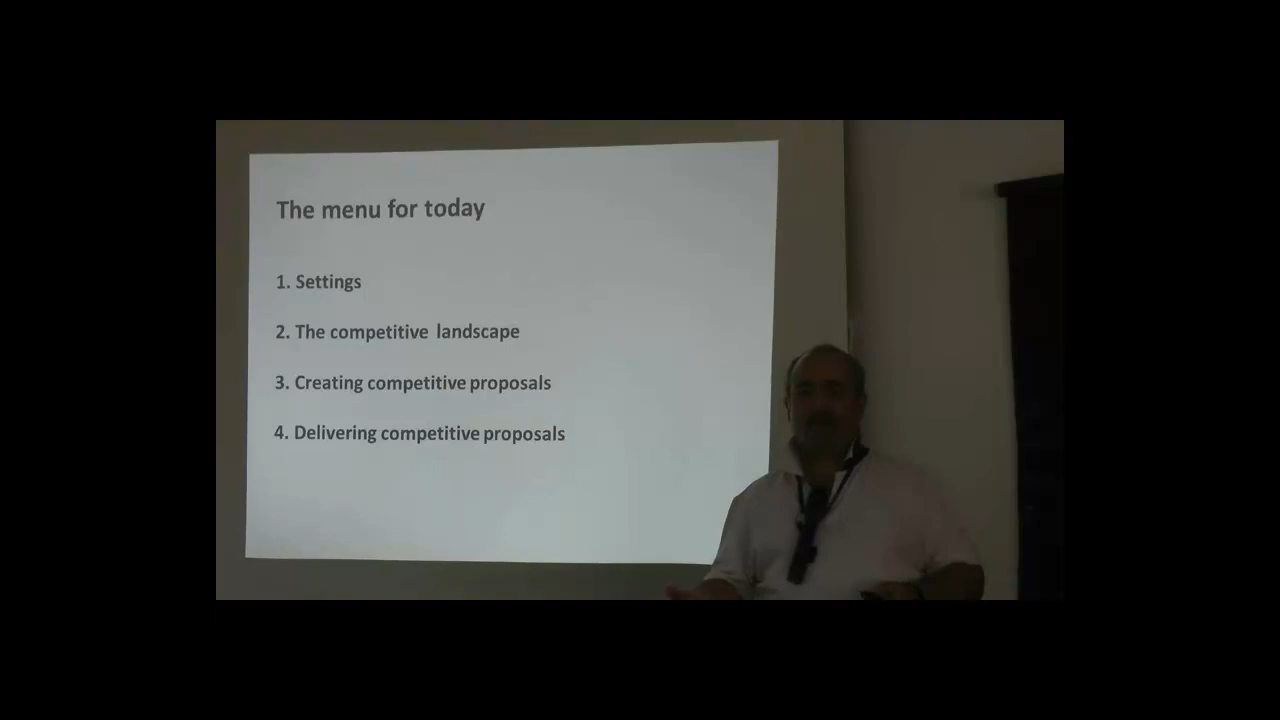 The menu for today
1. Settings
2. The competitive landscape
3. Creating competitive proposals
4. Delivering competitive proposals